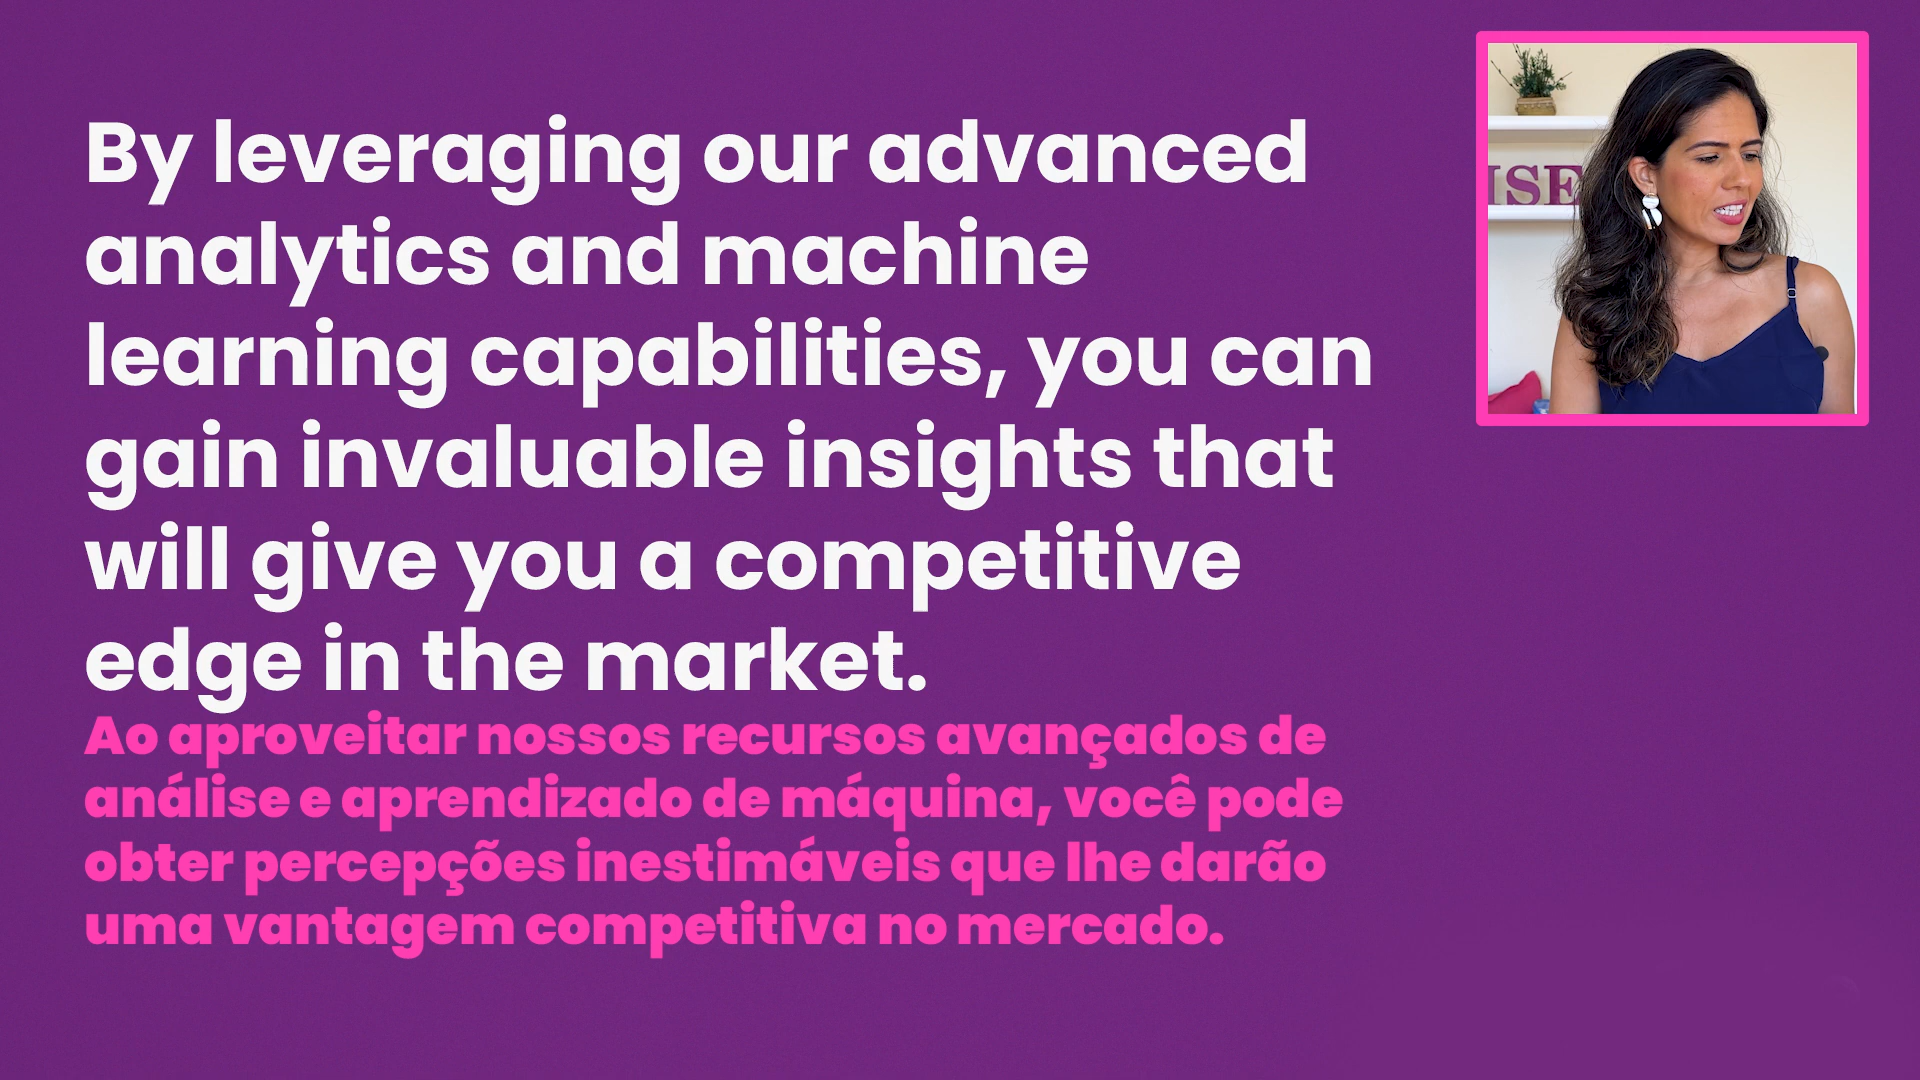 By leveraging our advanced
analytics and machine
learning capabilities, you can
gain invaluable insights that
will give you a competitive
edge in the market.
Ao aproveitar nossos recursos avançados de
análise e aprendizado de máquina, você pode
obter percepções inestimáveis que lhe darão
uma vantagem competitiva no mercado.
ISE